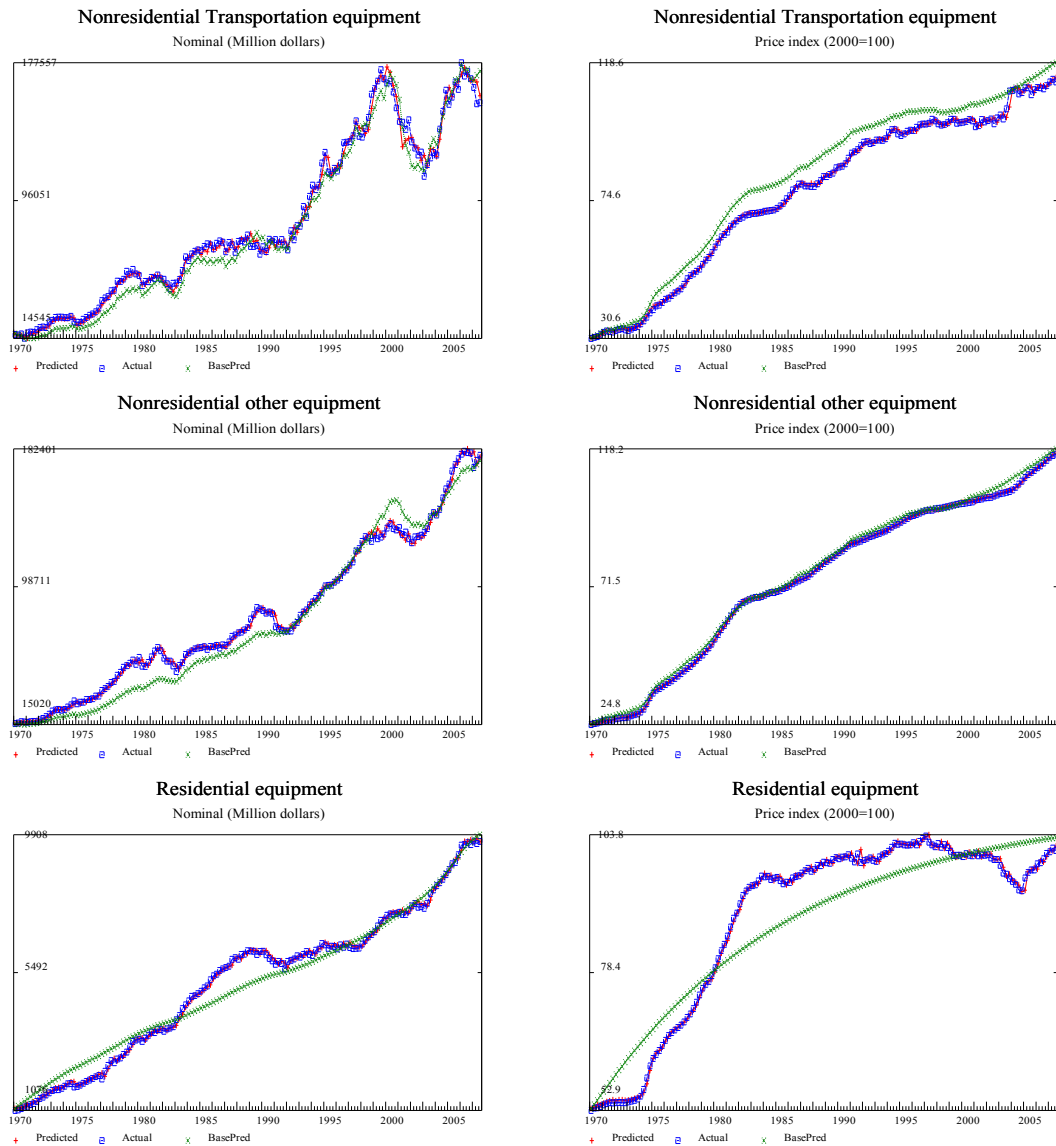 Nonresidential Transportation equipment
Nominal (Million dollars)
177557
96051
14545
1970 1975 1980 1985 1990 1995 2000 2005
Predicted Actual BasePred
Nonresidential Transportation equipment
Price index (2000=100)
118.6
74.6
30.6
1970 1975 1980 1985 1990 1995 2000 2005
Predicted Actual BasePred
Nonresidential other equipment
Nominal (Million dollars)
182401
98711
15020
1970 1975 1980 1985 1990 1995 2000 2005
Predicted Actual BasePred
Nonresidential other equipment
Price index (2000=100)
118.2
71.5
24.8
1970 1975 1980 1985 1990 1995 2000 2005
Predicted Actual BasePred
Residential equipment
Nominal (Million dollars)
9908
5492
1970 1975 1980 1985 1990 1995 2000 2005
Predicted Actual BasePred
Residential equipment
Price index (2000=100)
103.8
78.4
52.9
1970 1975 1980 1985 1990 1995 2000 2005
Predicted Actual BasePred